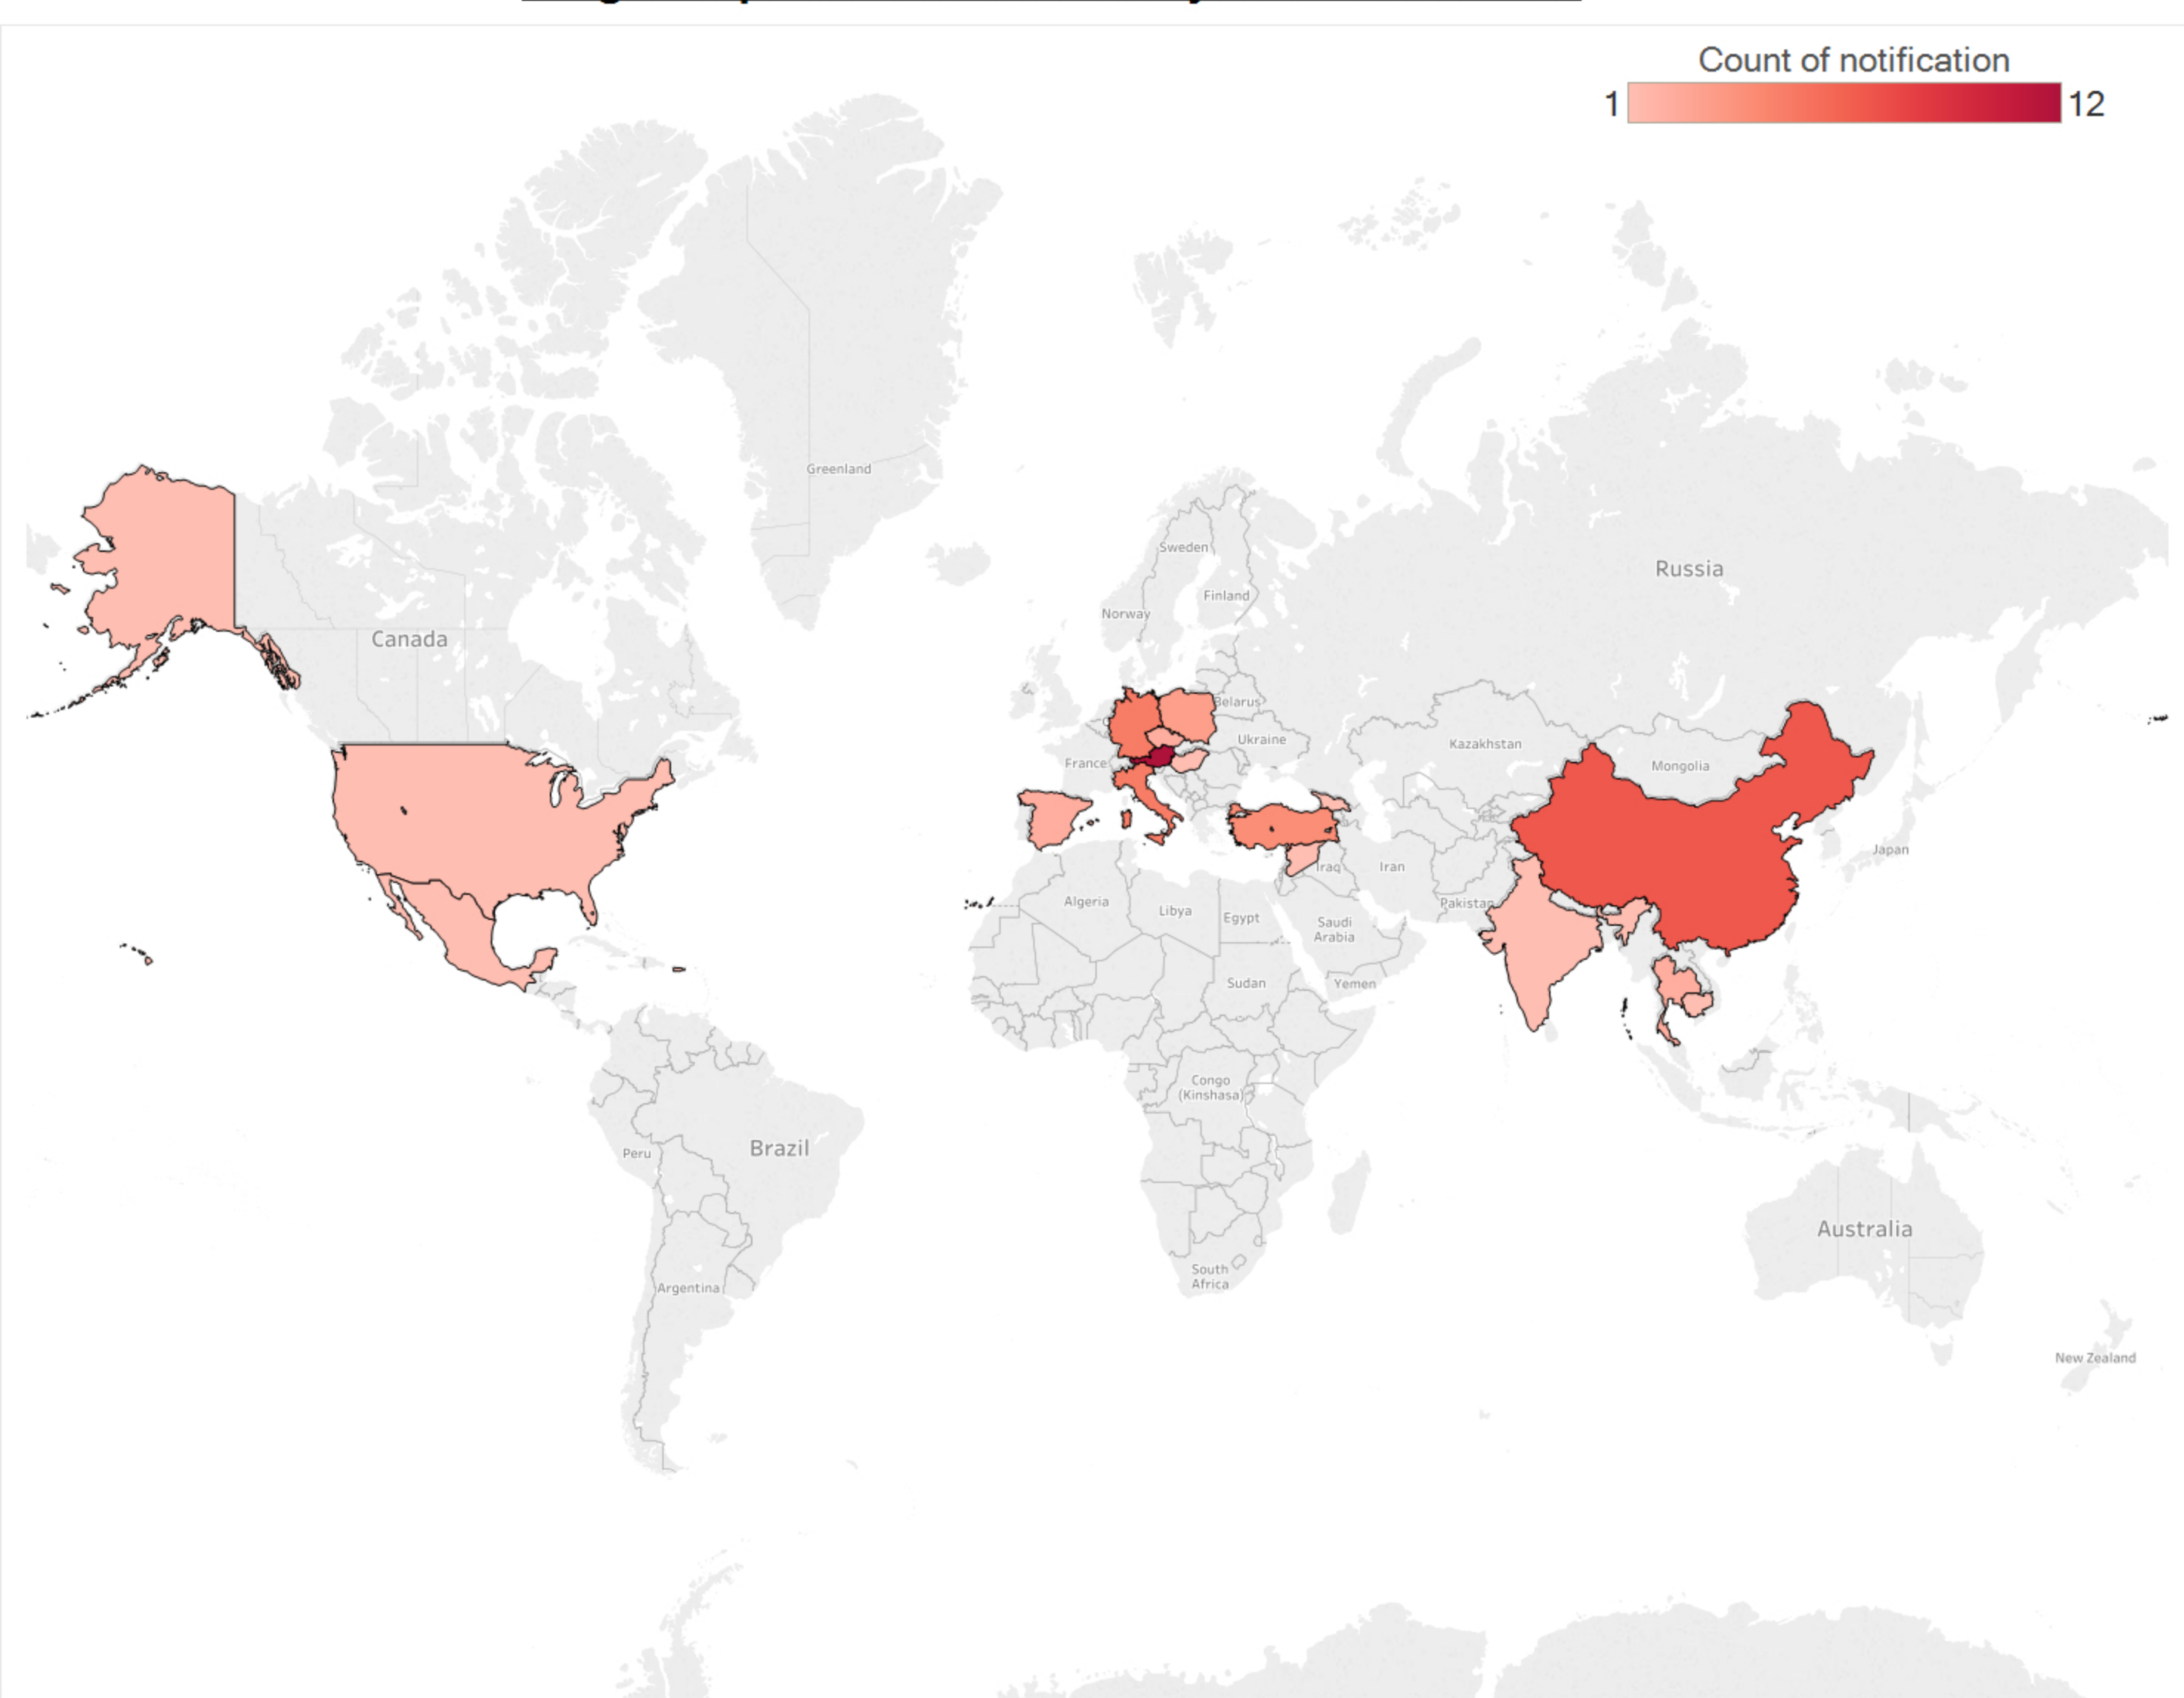 Count of notification
1 12
Greenland
Sweden
Russia
Finland
Norway
Canada
Belarus
Ukraine
Kazakhstan
France
Mongolia
Japan
Iraq
Iran
Algeria
Pakistan
Libya
Egypt
Saudi
Arabia
Sudan
Yemen
Congo
(Kinshasa)
Brazil
Peru
Australia
South
Africa
Argentina
New Zealand